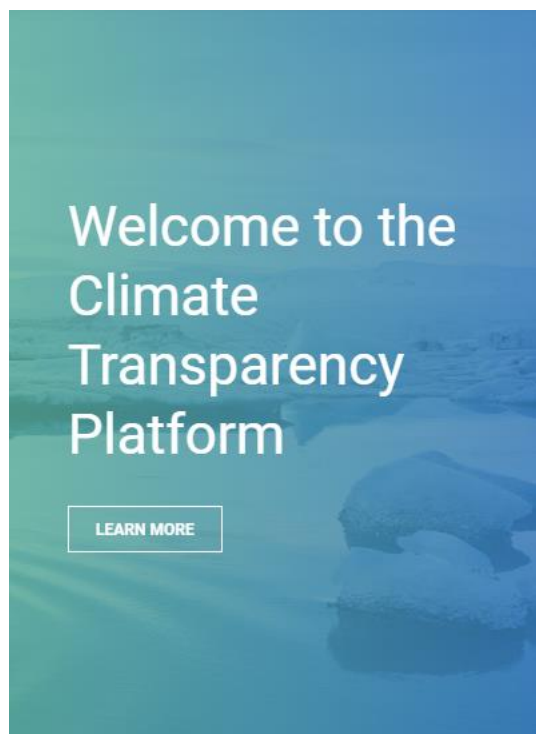 Welcome to the
Climate
Transparency
Platform
LEARN MORE